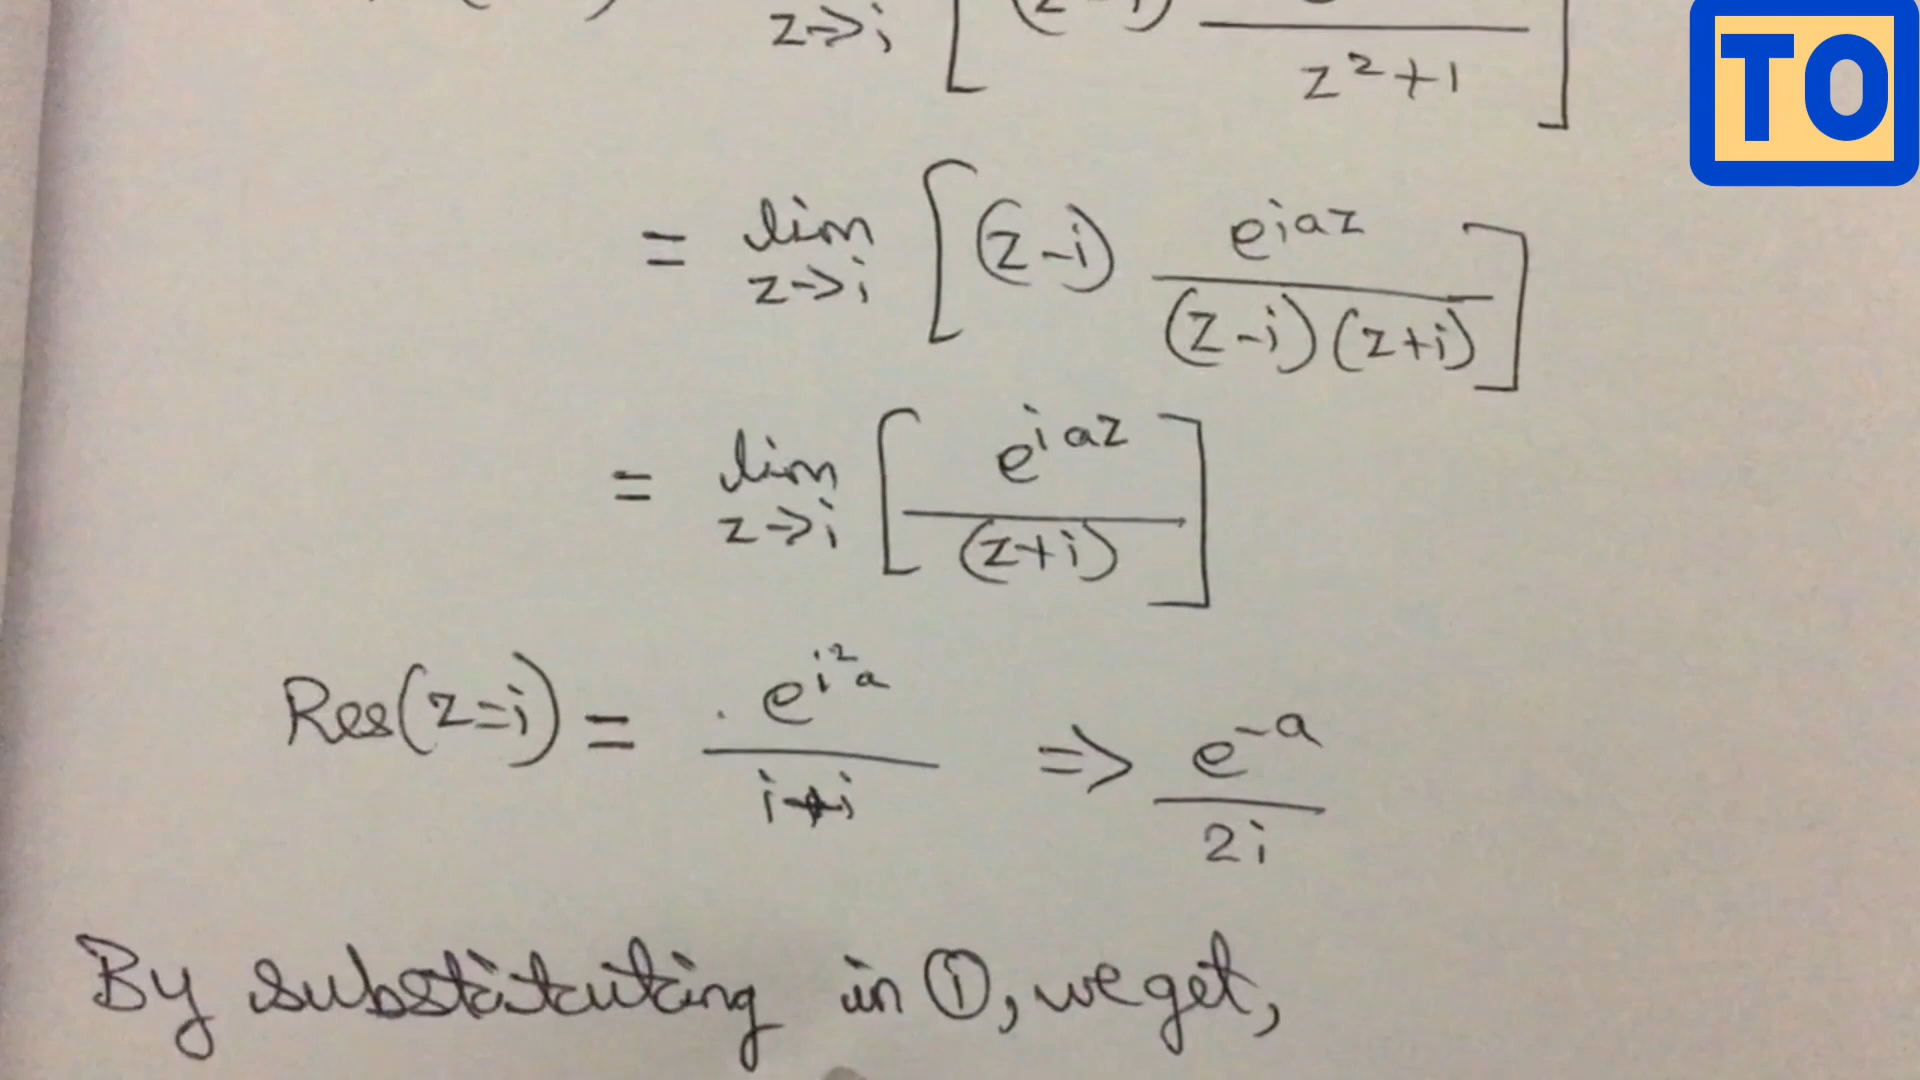 z→i [(z-i) / z²+1]
TO
= lim z→i [(z-i) e^{iaz} / (z-i)(z+i)]
= lim z→i [e^{iaz} / (z+i)]
Res(z=i) = e^{i²a} / i+i ⇒ e^{-a} / 2i
By substituting in ①, we get,